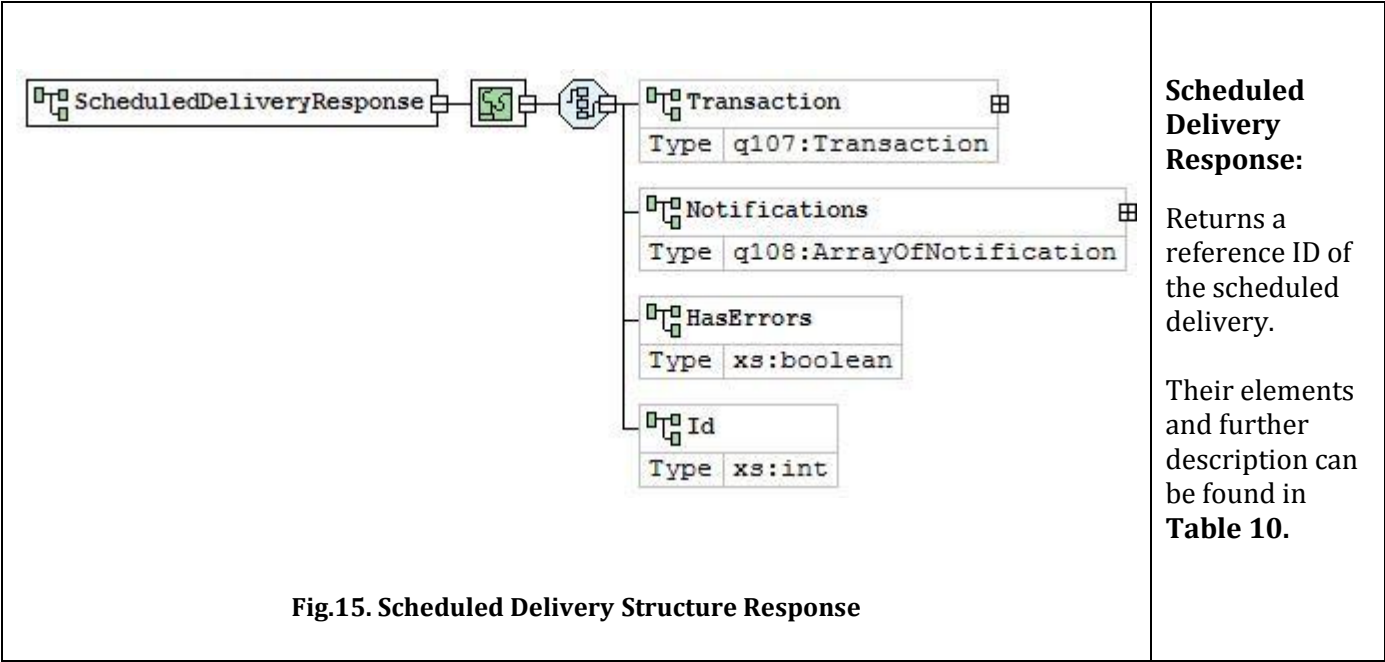 ScheduledDeliveryResponse
Transaction
Type q107:Transaction
Notifications
Type q108:ArrayOfNotification
HasErrors
Type xs:boolean
Id
Type xs:int
Fig.15. Scheduled Delivery Structure Response
Scheduled
Delivery
Response:
Returns a
reference ID of
the scheduled
delivery.
Their elements
and further
description can
be found in
Table 10.